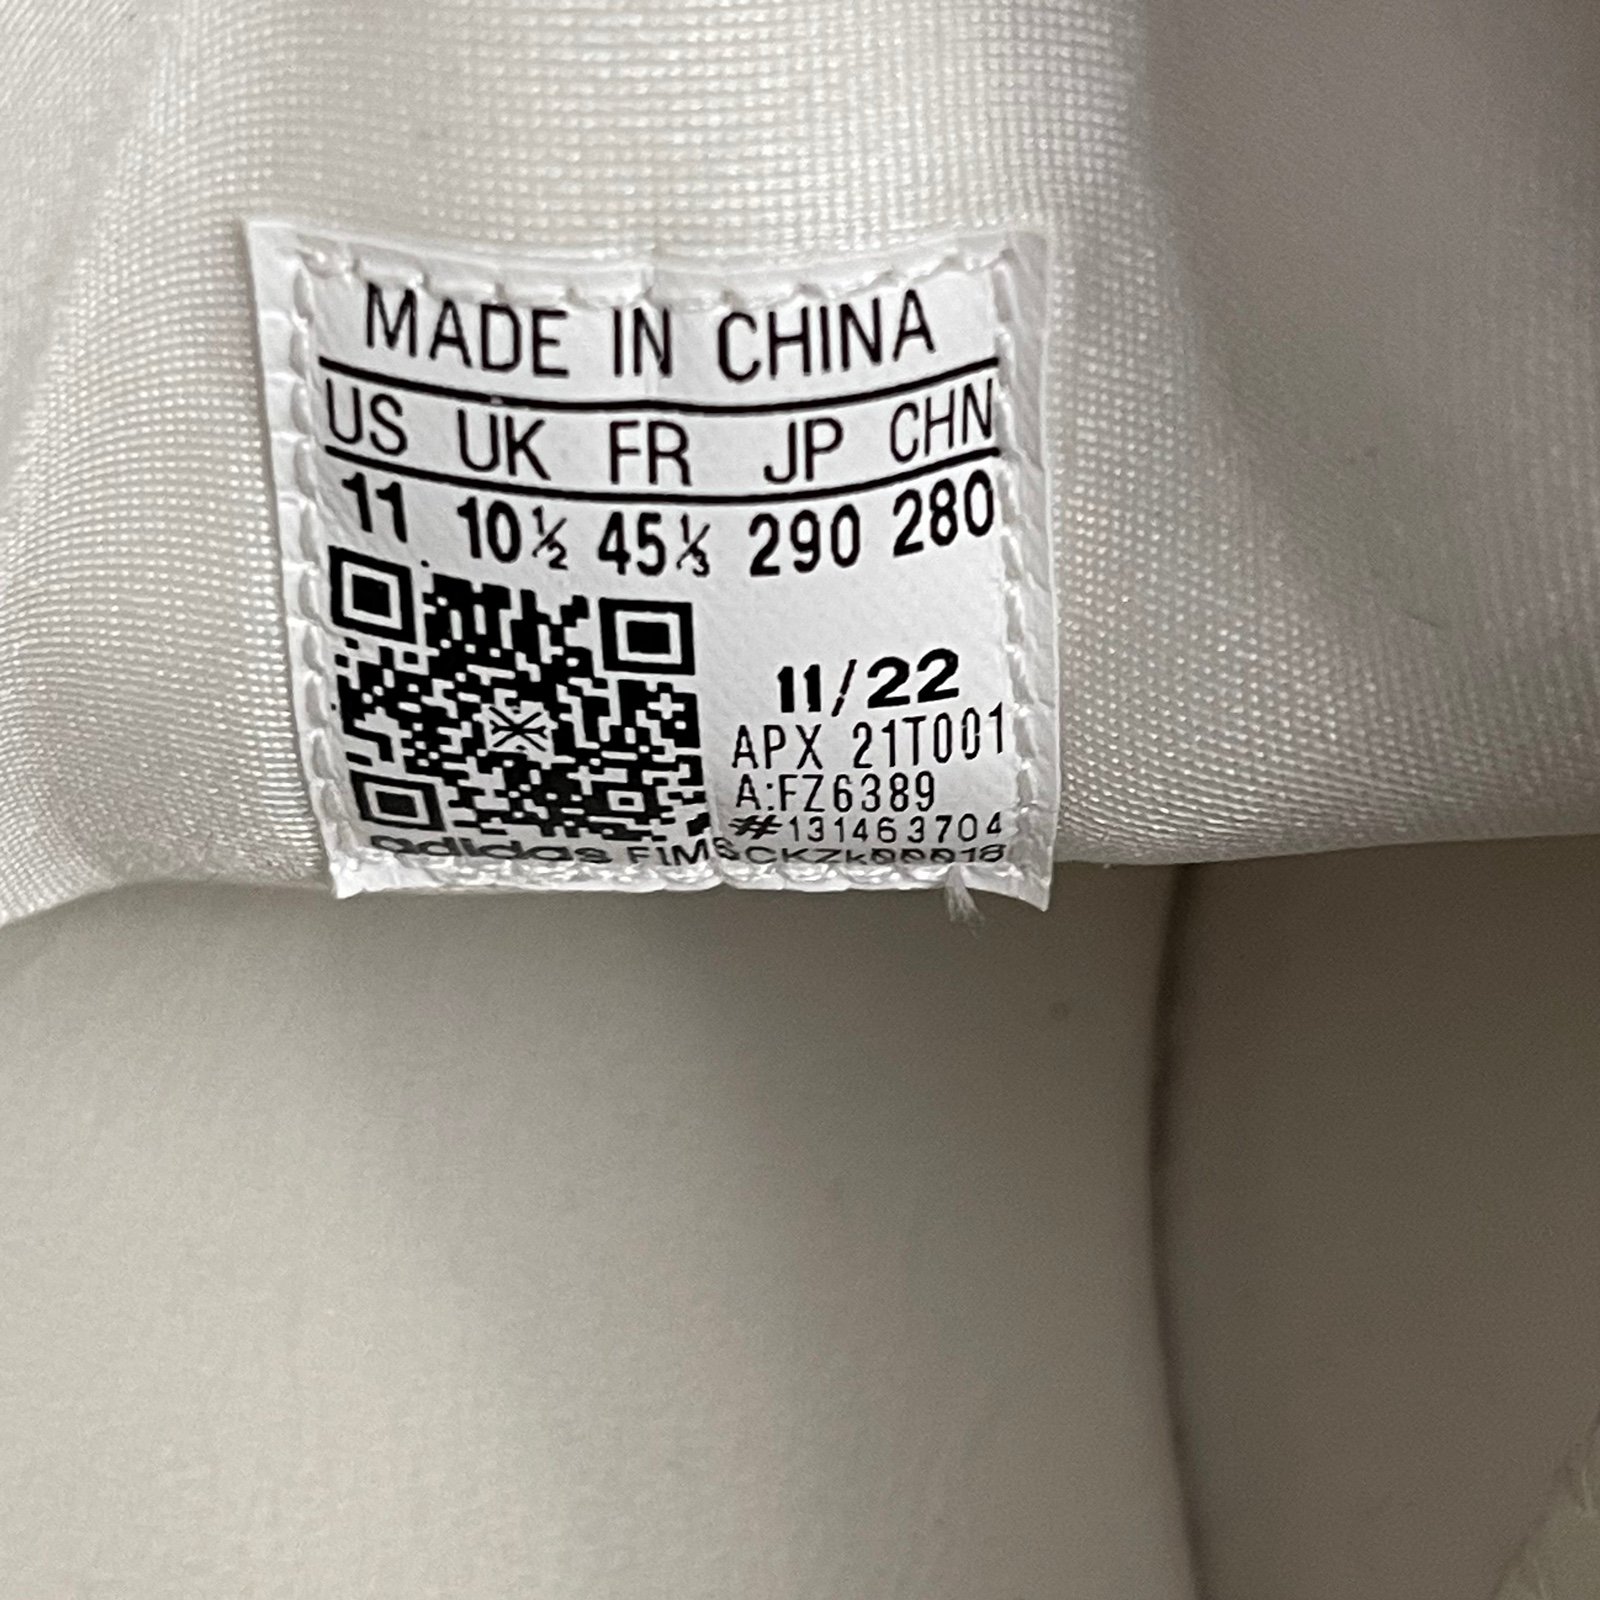 MADE IN CHINA
US UK FR JP CHN
11 10½ 45⅓ 290 280
11/22
APX 21T001
A:FZ6389
#131463704
adidas